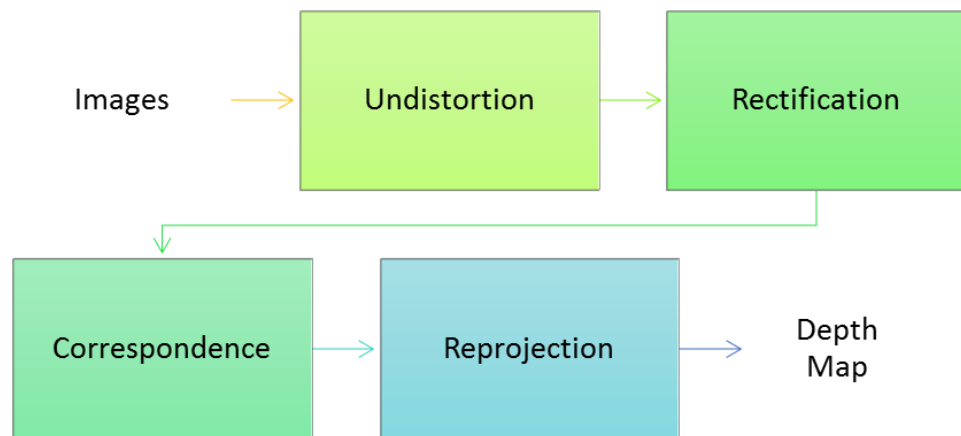 Images
Undistortion
Rectification
Correspondence
Reprojection
Depth
Map